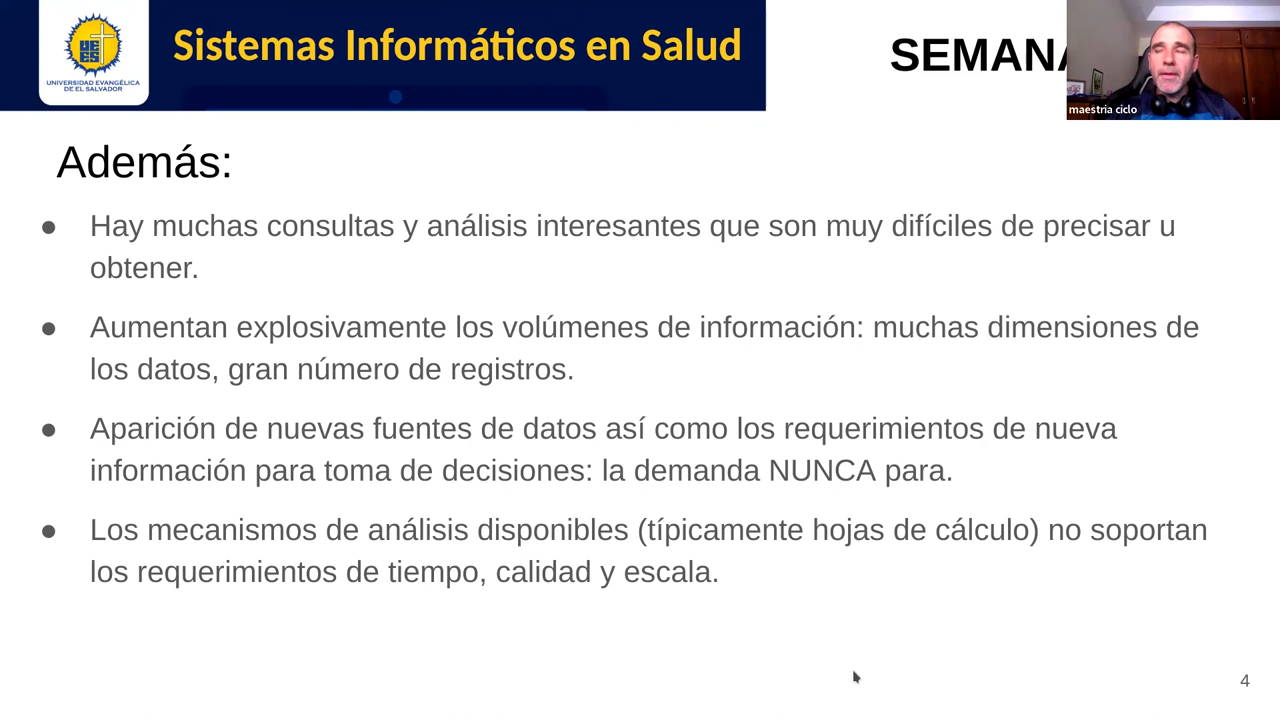 UNIVERSIDAD EVANGÉLICA
DE EL SALVADOR
Sistemas Informáticos en Salud
SEMANA
maestria ciclo
Además:
● Hay muchas consultas y análisis interesantes que son muy difíciles de precisar u
obtener.
● Aumentan explosivamente los volúmenes de información: muchas dimensiones de
los datos, gran número de registros.
● Aparición de nuevas fuentes de datos así como los requerimientos de nueva
información para toma de decisiones: la demanda NUNCA para.
● Los mecanismos de análisis disponibles (típicamente hojas de cálculo) no soportan
los requerimientos de tiempo, calidad y escala.
4